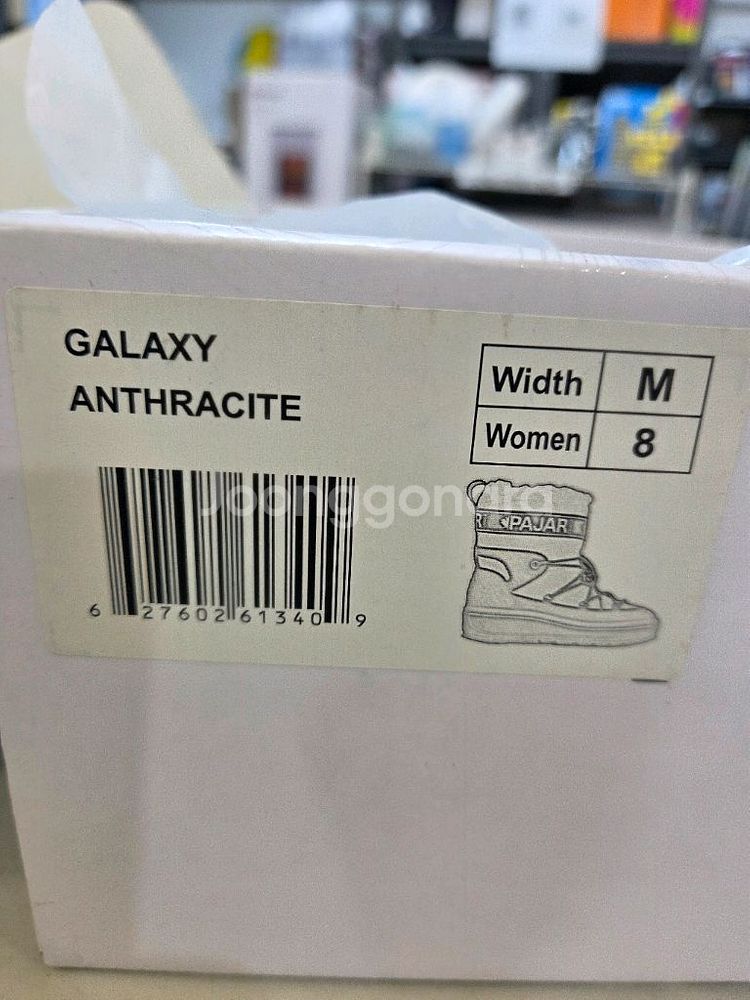 GALAXY
ANTHRACITE
Width M
Women 8
Joonggonara
PAJAR
6 27602 61340 9